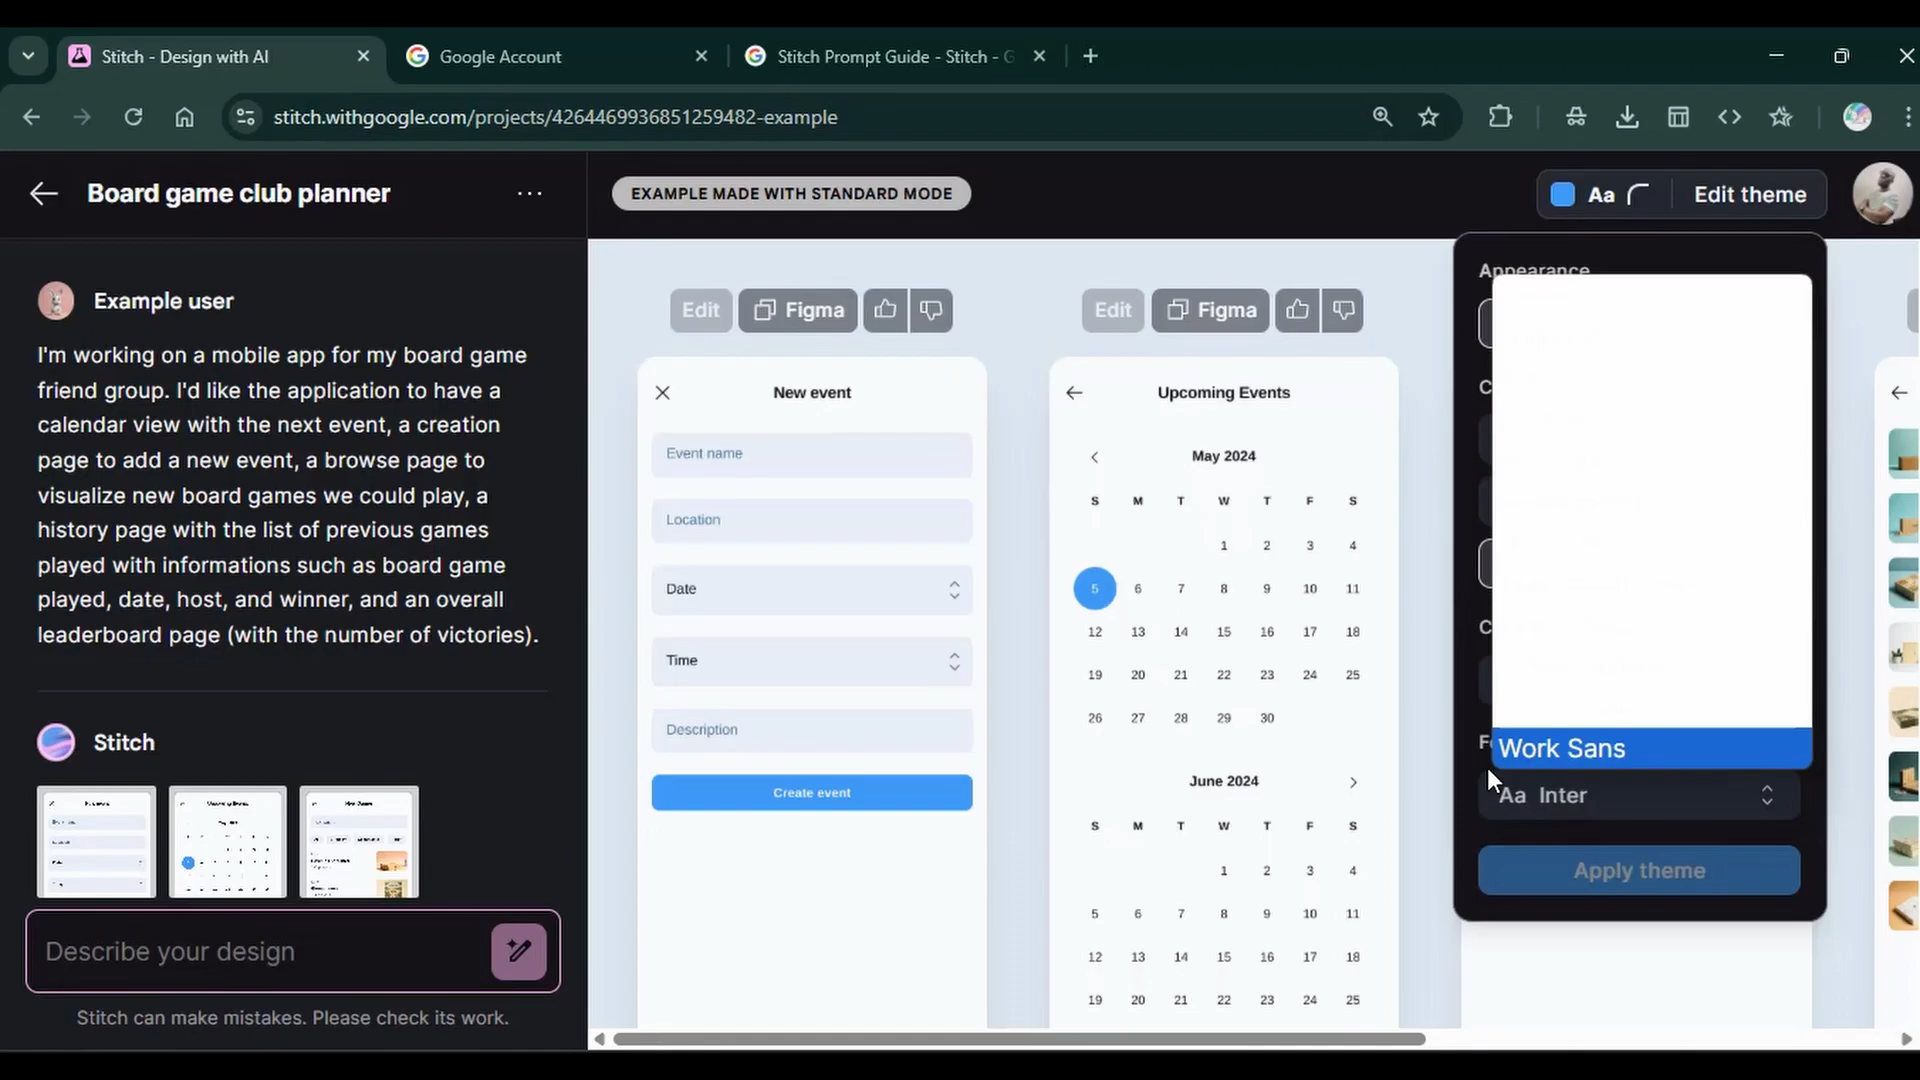 Stitch - Design with AI
Google Account
Stitch Prompt Guide - Stitch - G
stitch.withgoogle.com/projects/4264469936851259482-example
Board game club planner
EXAMPLE MADE WITH STANDARD MODE
Aa
Edit theme
Example user
I'm working on a mobile app for my board game
friend group. I'd like the application to have a
calendar view with the next event, a creation
page to add a new event, a browse page to
visualize new board games we could play, a
history page with the list of previous games
played with informations such as board game
played, date, host, and winner, and an overall
leaderboard page (with the number of victories).
Stitch
Describe your design
Stitch can make mistakes. Please check its work.
Edit
Figma
New event
Event name
Location
Date
Time
Description
Create event
Edit
Figma
Upcoming Events
May 2024
S M T W T F S
1 2 3 4
5 6 7 8 9 10 11
12 13 14 15 16 17 18
19 20 21 22 23 24 25
26 27 28 29 30
June 2024
S M T W T F S
1 2 3 4
5 6 7 8 9 10 11
12 13 14 15 16 17 18
19 20 21 22 23 24 25
Appearance
C
C
Fo
Work Sans
Aa Inter
Apply theme